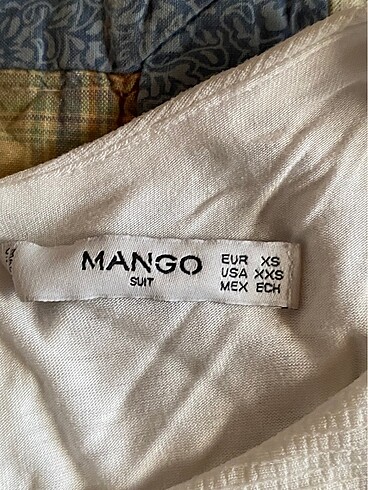 MANGO
SUIT
EUR XS
USA XXS
MEX ECH